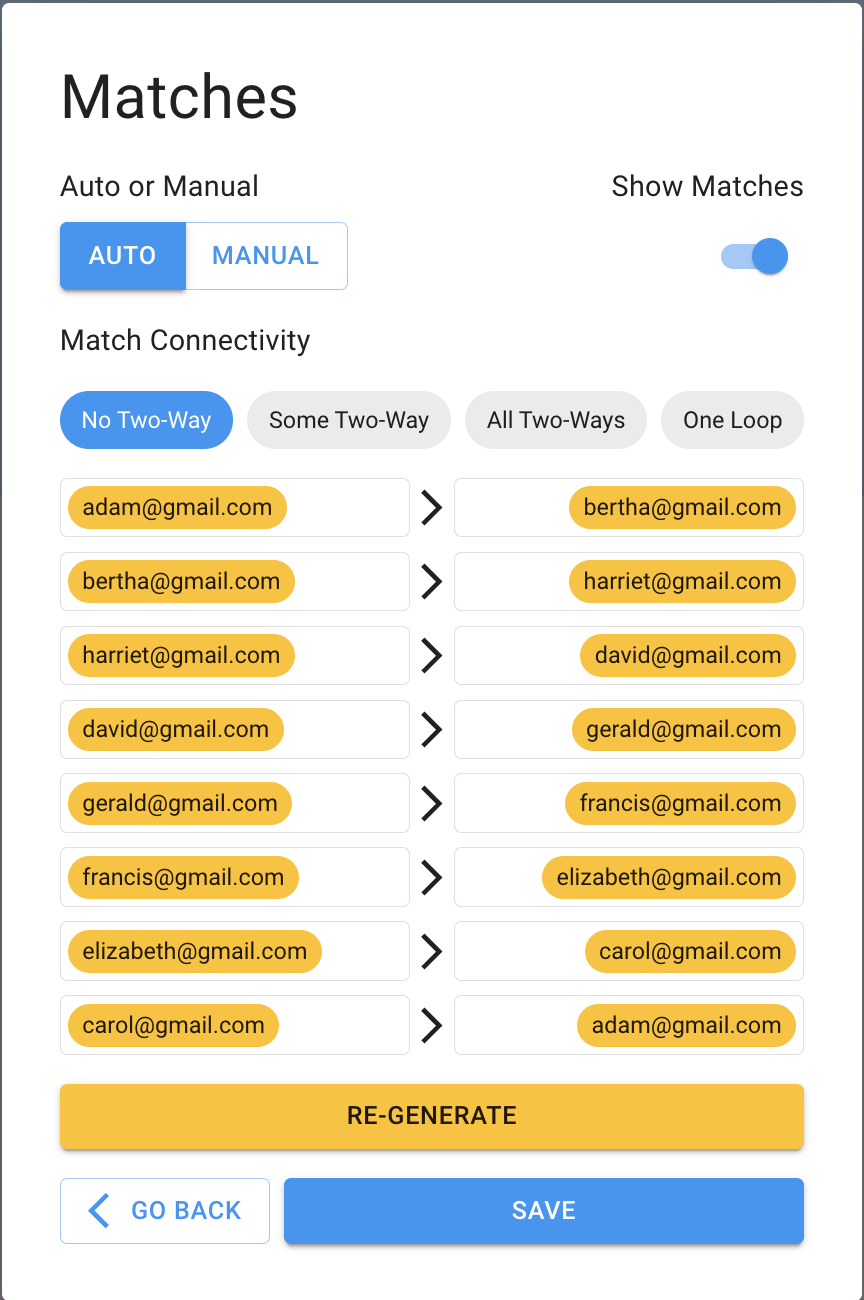 Matches
Auto or Manual Show Matches
AUTO MANUAL
Match Connectivity
No Two-Way Some Two-Way All Two-Ways One Loop
adam@gmail.com bertha@gmail.com
bertha@gmail.com harriet@gmail.com
harriet@gmail.com david@gmail.com
david@gmail.com gerald@gmail.com
gerald@gmail.com francis@gmail.com
francis@gmail.com elizabeth@gmail.com
elizabeth@gmail.com carol@gmail.com
carol@gmail.com adam@gmail.com
RE-GENERATE
GO BACK SAVE